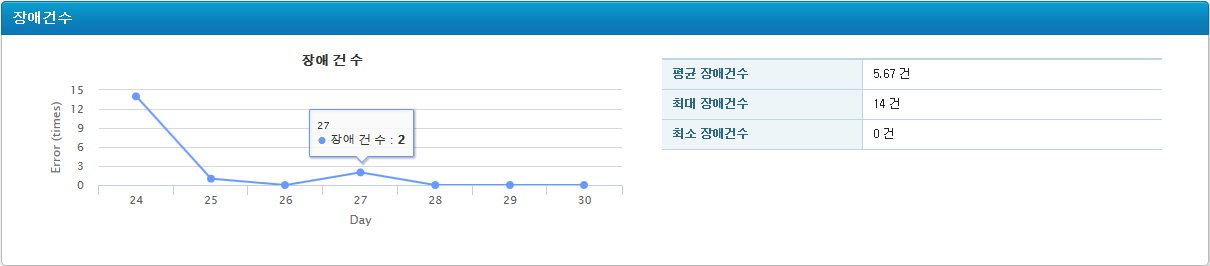 장애건수
장애 건 수
Error (times)
15
12
9
6
3
0
27
장애 건 수 : 2
24 25 26 27 28 29 30
Day
평균 장애건수 5.67 건
최대 장애건수 14 건
최소 장애건수 0 건